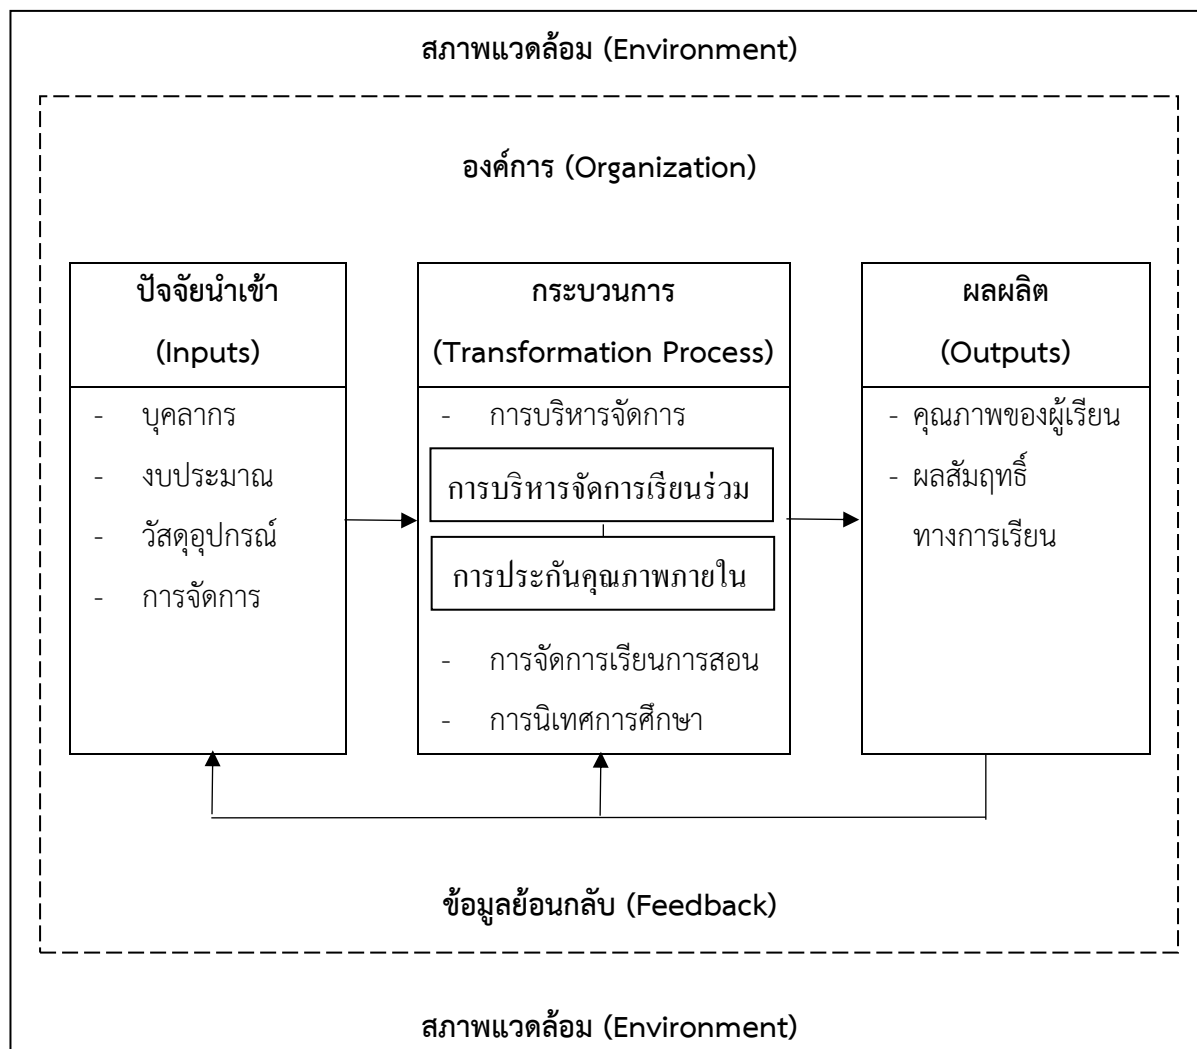 สภาพแวดล้อม (Environment)
องค์การ (Organization)
ปัจจัยนำเข้า
(Inputs)
- บุคลากร
- งบประมาณ
- วัสดุอุปกรณ์
- การจัดการ
กระบวนการ
(Transformation Process)
- การบริหารจัดการ
การบริหารจัดการเรียนร่วม
การประกันคุณภาพภายใน
- การจัดการเรียนการสอน
- การนิเทศการศึกษา
ผลผลิต
(Outputs)
- คุณภาพของผู้เรียน
- ผลสัมฤทธิ์
ทางการเรียน
ข้อมูลย้อนกลับ (Feedback)
สภาพแวดล้อม (Environment)